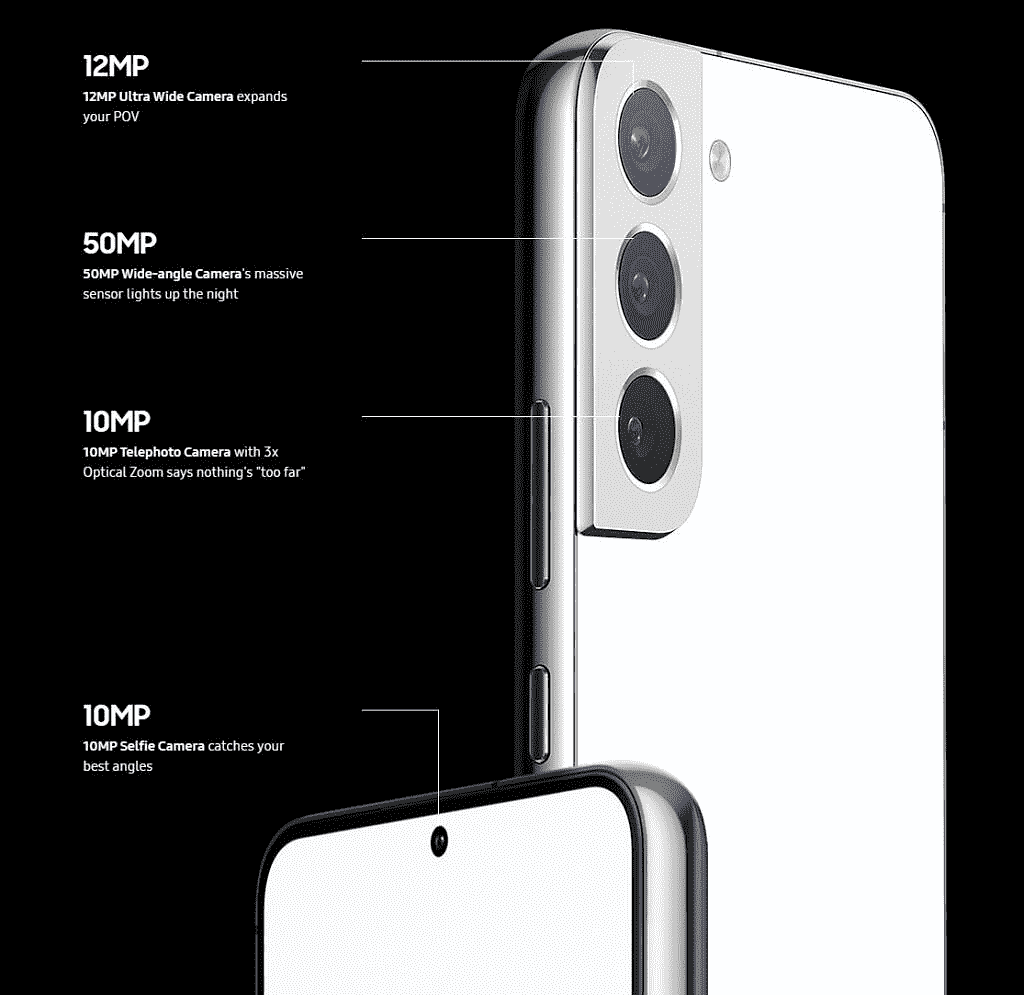 12MP
12MP Ultra Wide Camera expands
your POV
50MP
50MP Wide-angle Camera's massive
sensor lights up the night
10MP
10MP Telephoto Camera with 3x
Optical Zoom says nothing's "too far"
10MP
10MP Selfie Camera catches your
best angles